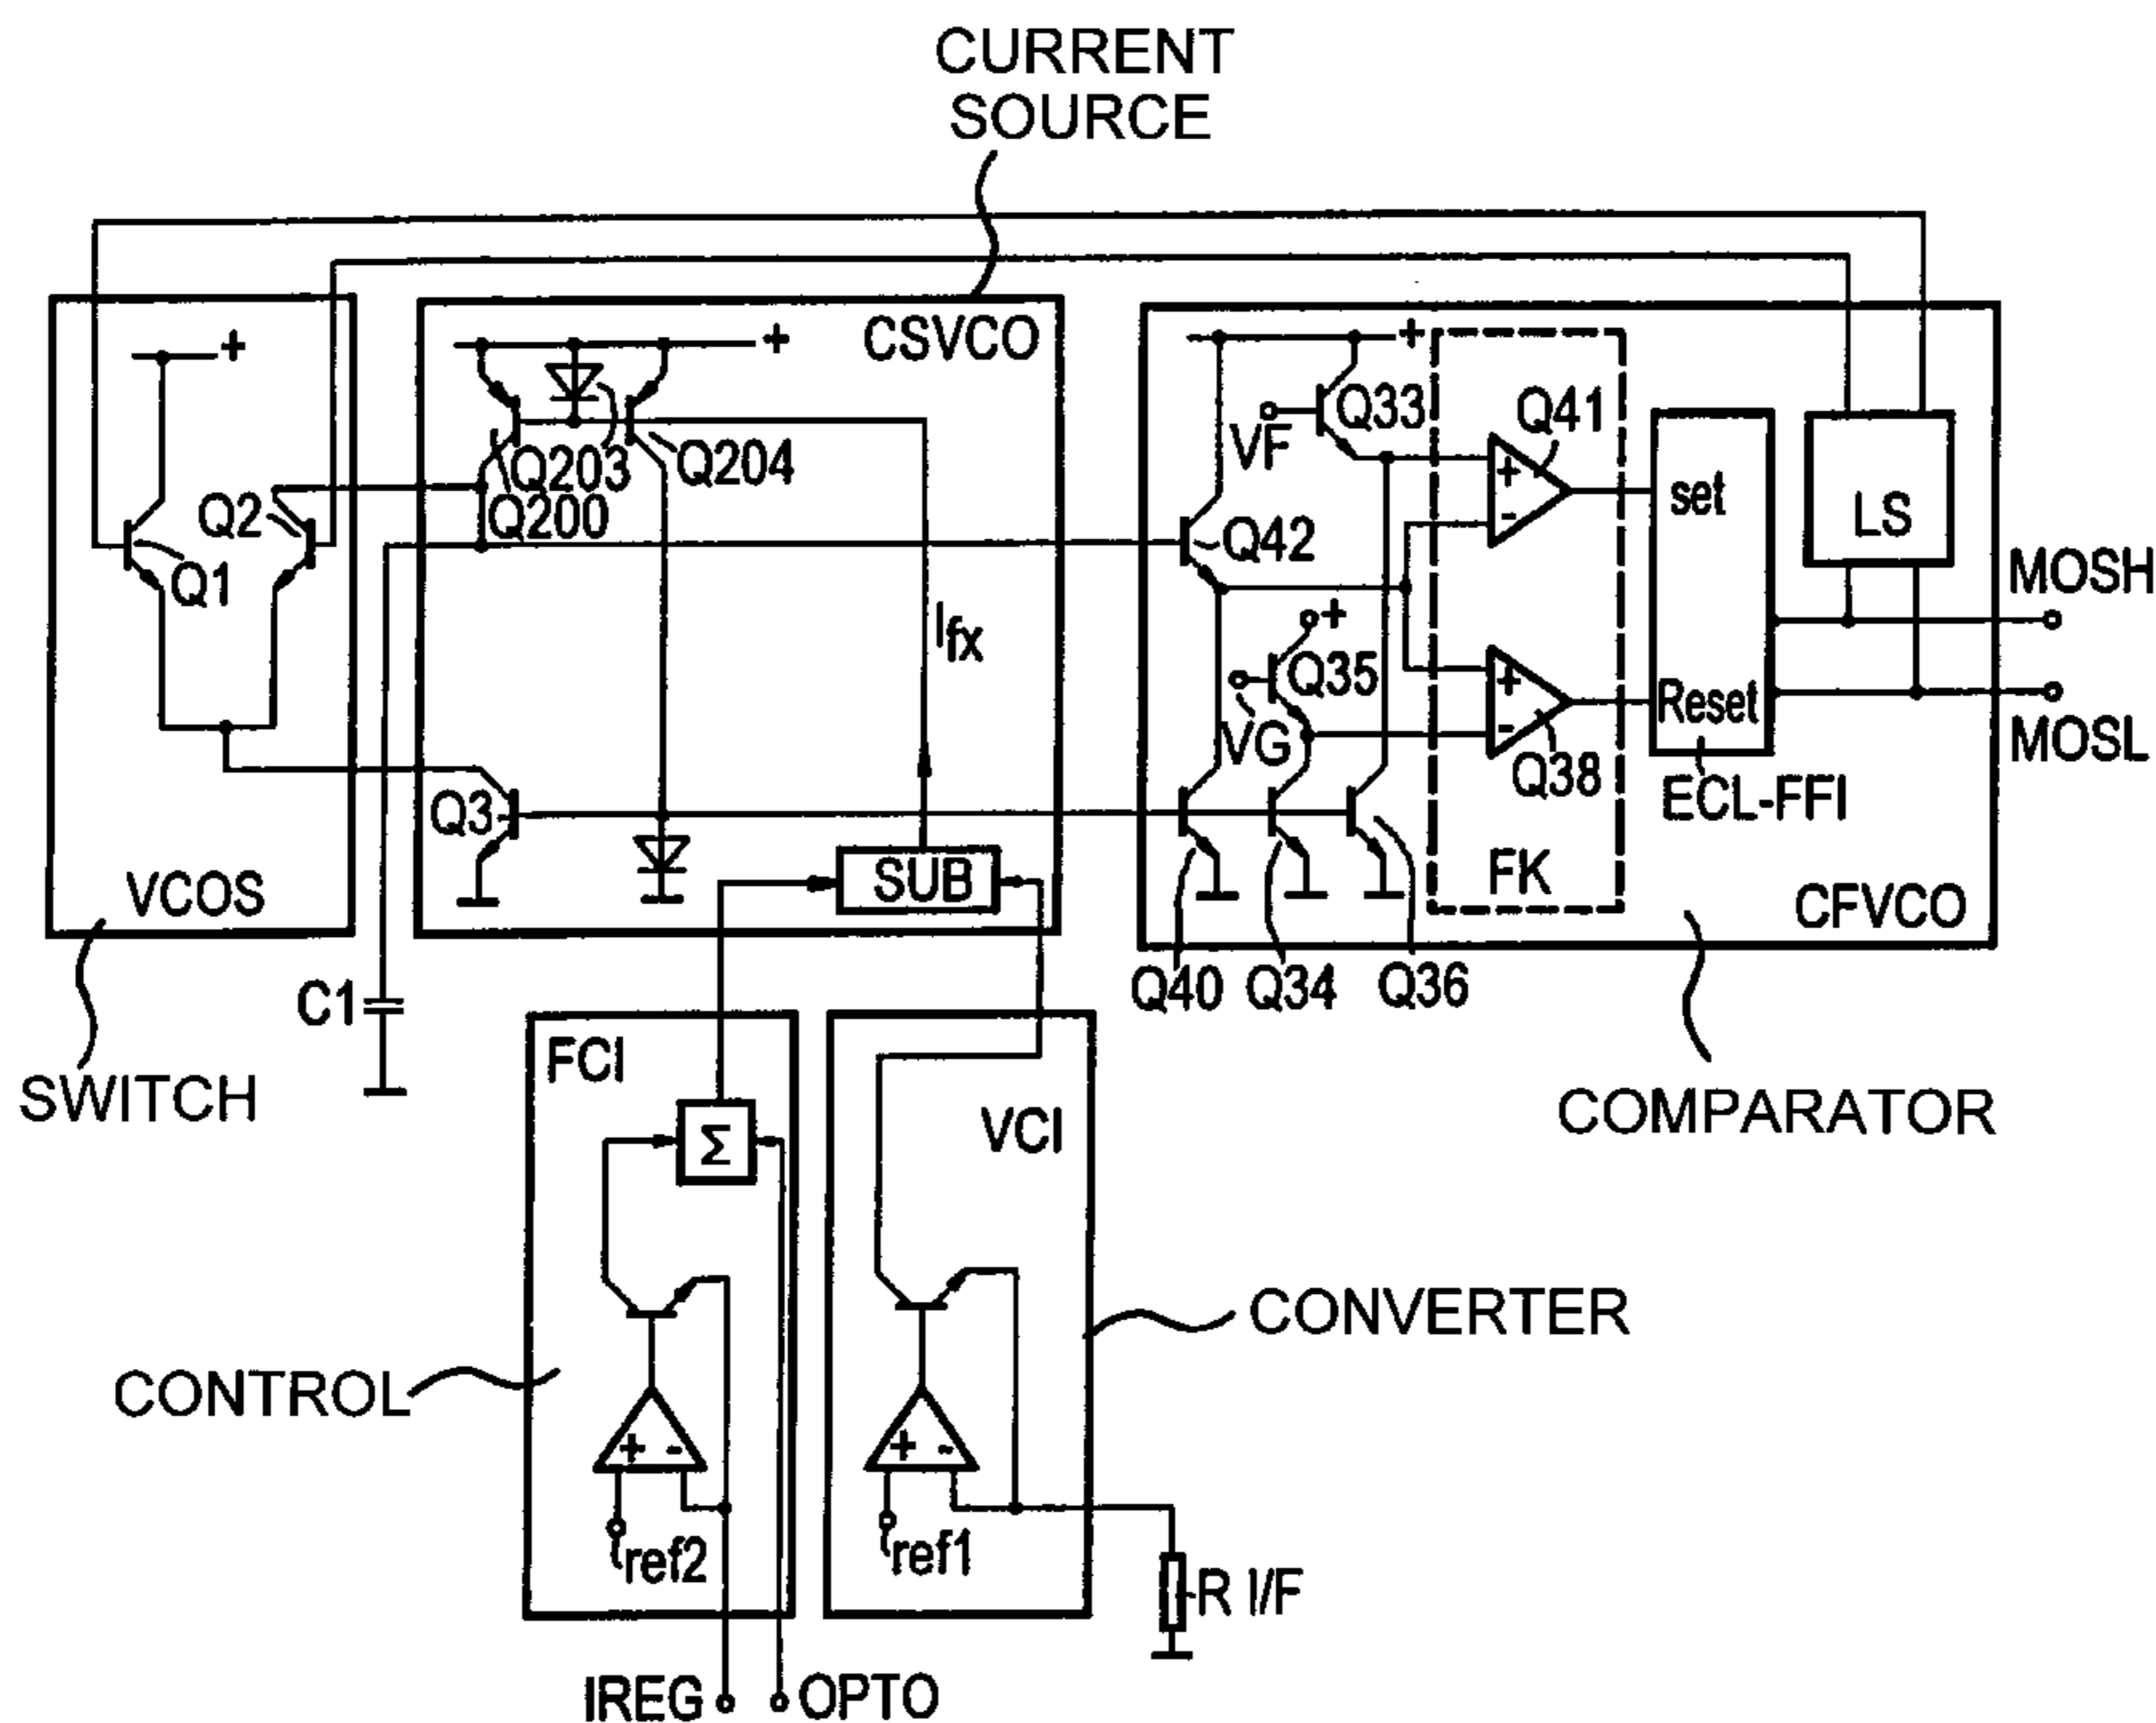 CURRENT
SOURCE
+
+
CSVCO
+
Q33
Q41
VF
Q203
Q204
Q2
Q200
Q1
Q42
+
-
set
LS
MOSH
Ifx
+
Q35
VG
+
-
Reset
MOSL
Q38
ECL-FFI
Q3
SUB
FK
VCOS
CFVCO
Q40
Q34
Q36
C1
FCI
SWITCH
VCI
COMPARATOR
Σ
CONVERTER
CONTROL
+
-
+
-
ref2
ref1
R I/F
IREG
OPTO